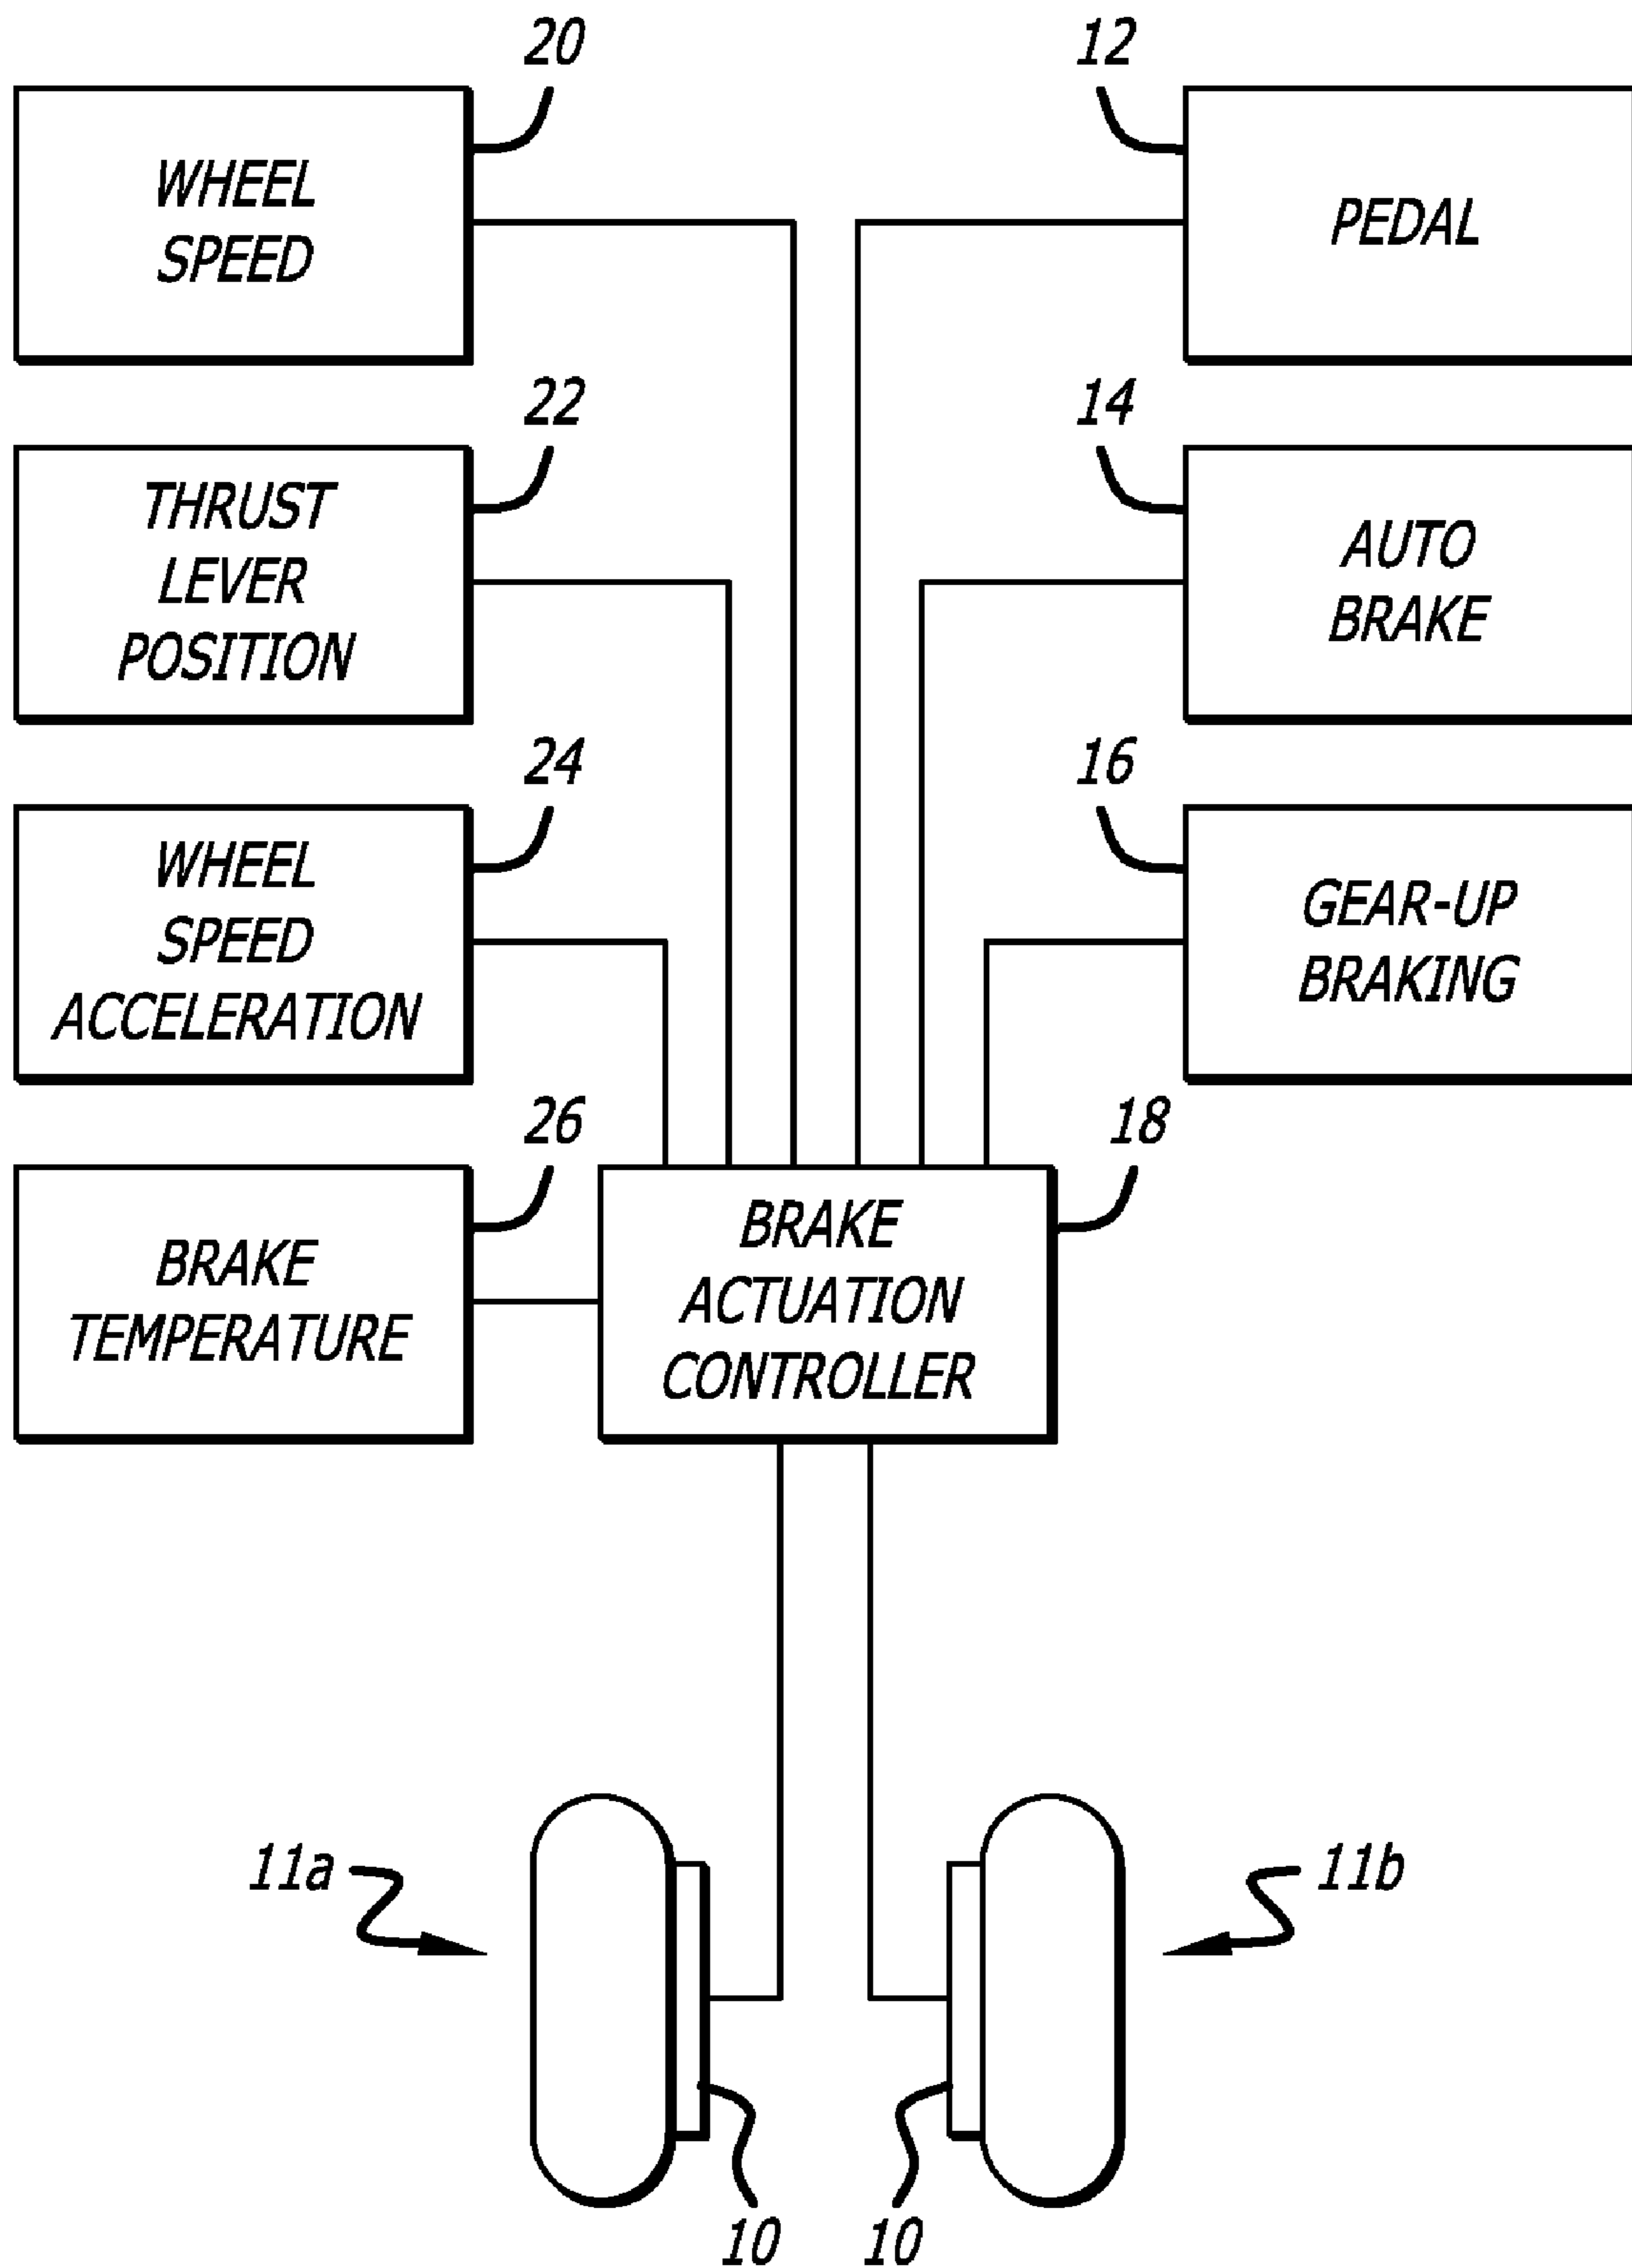 20
12
WHEEL
SPEED
PEDAL
22
14
THRUST
LEVER
POSITION
AUTO
BRAKE
24
16
WHEEL
SPEED
ACCELERATION
GEAR-UP
BRAKING
26
18
BRAKE
TEMPERATURE
BRAKE
ACTUATION
CONTROLLER
11a
11b
10
10